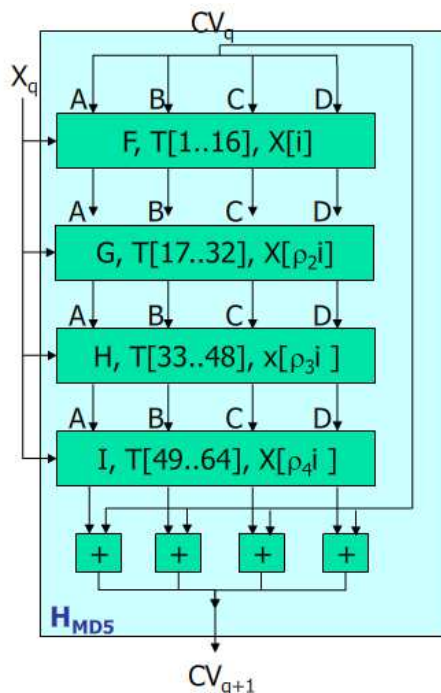 CVq
Xq
A B C D
F, T[1..16], X[i]
A B C D
G, T[17..32], X[ρ2i]
A B C D
H, T[33..48], x[ρ3i ]
A B C D
I, T[49..64], X[ρ4i ]
+ + + +
HMD5
CVq+1